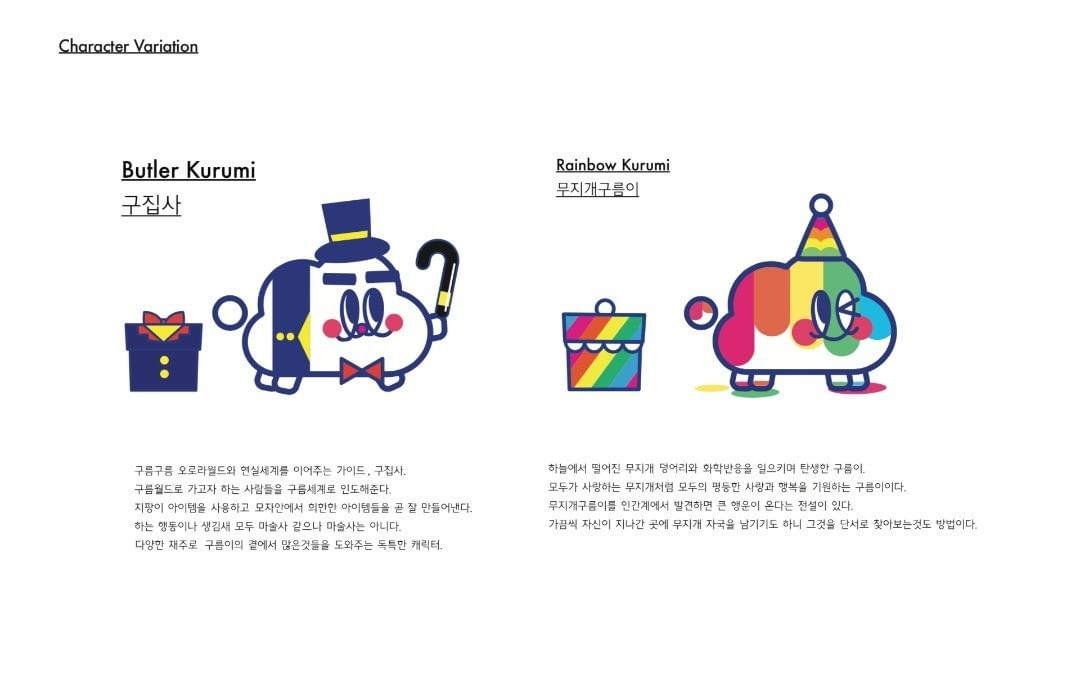 Character Variation
Butler Kurumi
구집사
구름구름 오로라월드와 현실세계를 이어주는 가이드, 구집사.
구름월드로 가고자 하는 사람들을 구름세계로 인도해준다.
지팡이 아이템을 사용하고 모자안에서 희한한 아이템들을 곧 잘 만들어낸다.
하는 행동이나 생김새 모두 마술사 같으나 마술사는 아니다.
다양한 재주로 구름이의 곁에서 많은것들을 도와주는 독특한 캐릭터.
Rainbow Kurumi
무지개구름이
하늘에서 떨어진 무지개 덩어리와 화학반응을 일으키며 탄생한 구름이.
모두가 사랑하는 무지개처럼 모두의 평등한 사랑과 행복을 기원하는 구름이이다.
무지개구름이를 인간계에서 발견하면 큰 행운이 온다는 전설이 있다.
가끔씩 자신이 지나간 곳에 무지개 자국을 남기기도 하니 그것을 단서로 찾아보는것도 방법이다.